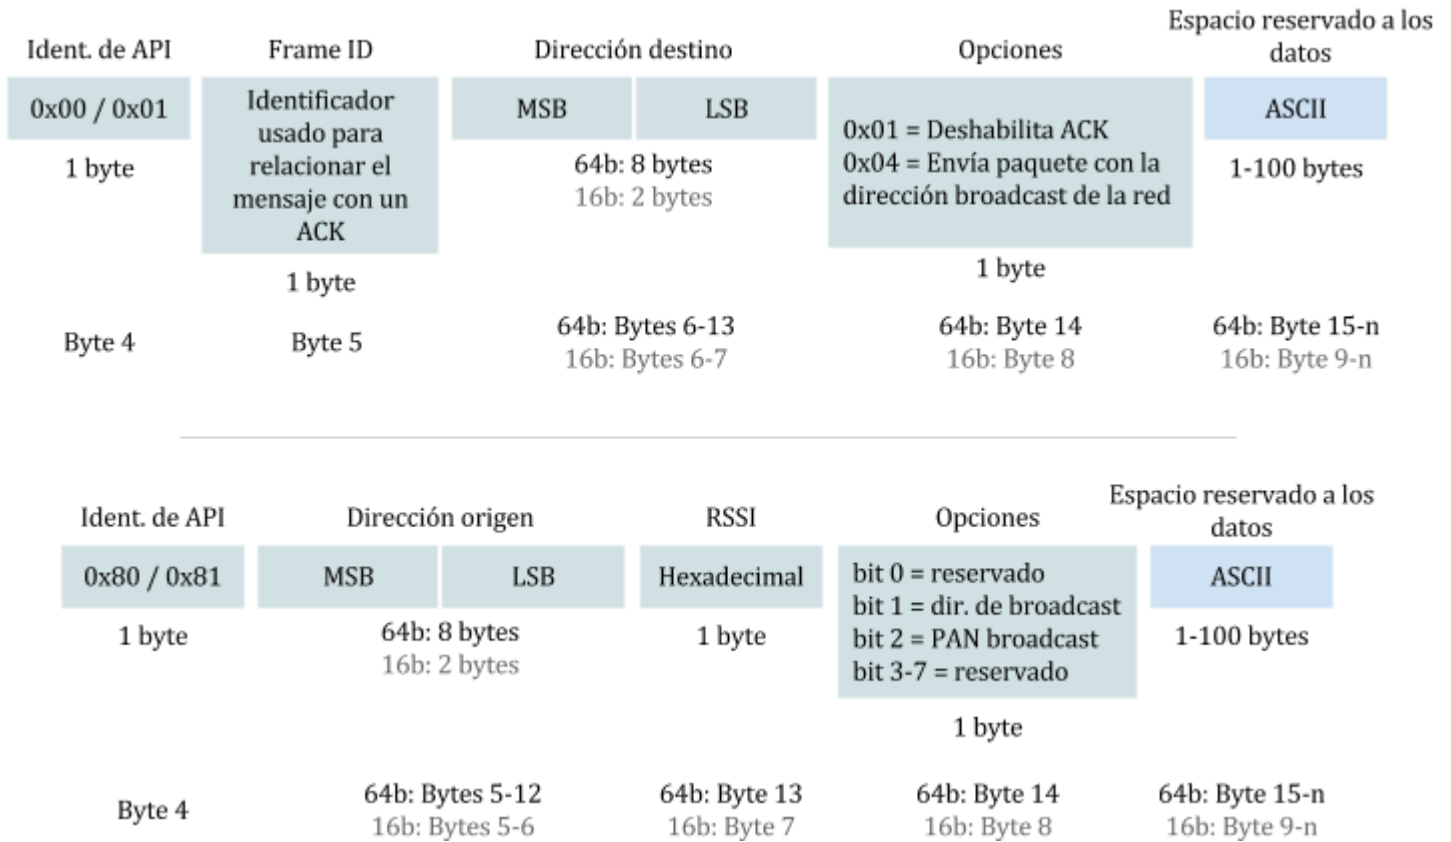 Espacio reservado a los
Ident. de API Frame ID Dirección destino Opciones datos
0x00 / 0x01
Identificador
usado para
relacionar el
mensaje con un
ACK
MSB LSB
0x01 = Deshabilita ACK
0x04 = Envía paquete con la
dirección broadcast de la red
ASCII
1 byte
1 byte
64b: 8 bytes
16b: 2 bytes
1 byte
1-100 bytes
Byte 4
Byte 5
64b: Bytes 6-13
16b: Bytes 6-7
64b: Byte 14
16b: Byte 8
64b: Byte 15-n
16b: Byte 9-n
Espacio reservado a los
Ident. de API Dirección origen RSSI Opciones datos
0x80 / 0x81
MSB LSB
Hexadecimal
bit 0 = reservado
bit 1 = dir. de broadcast
bit 2 = PAN broadcast
bit 3-7 = reservado
ASCII
1 byte
64b: 8 bytes
16b: 2 bytes
1 byte
1 byte
1-100 bytes
Byte 4
64b: Bytes 5-12
16b: Bytes 5-6
64b: Byte 13
16b: Byte 7
64b: Byte 14
16b: Byte 8
64b: Byte 15-n
16b: Byte 9-n